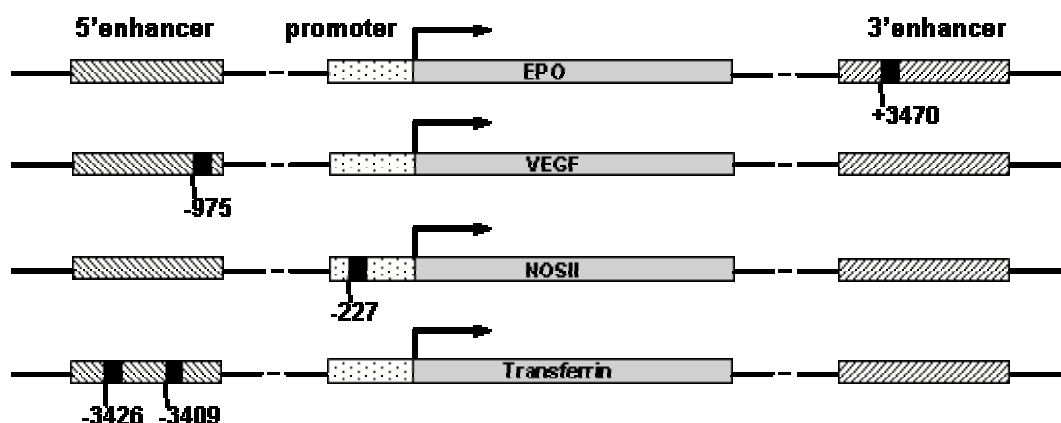 5'enhancer promoter 3'enhancer
EPO
+3470
VEGF
-975
NOSII
-227
Transferrin
-3426 -3409